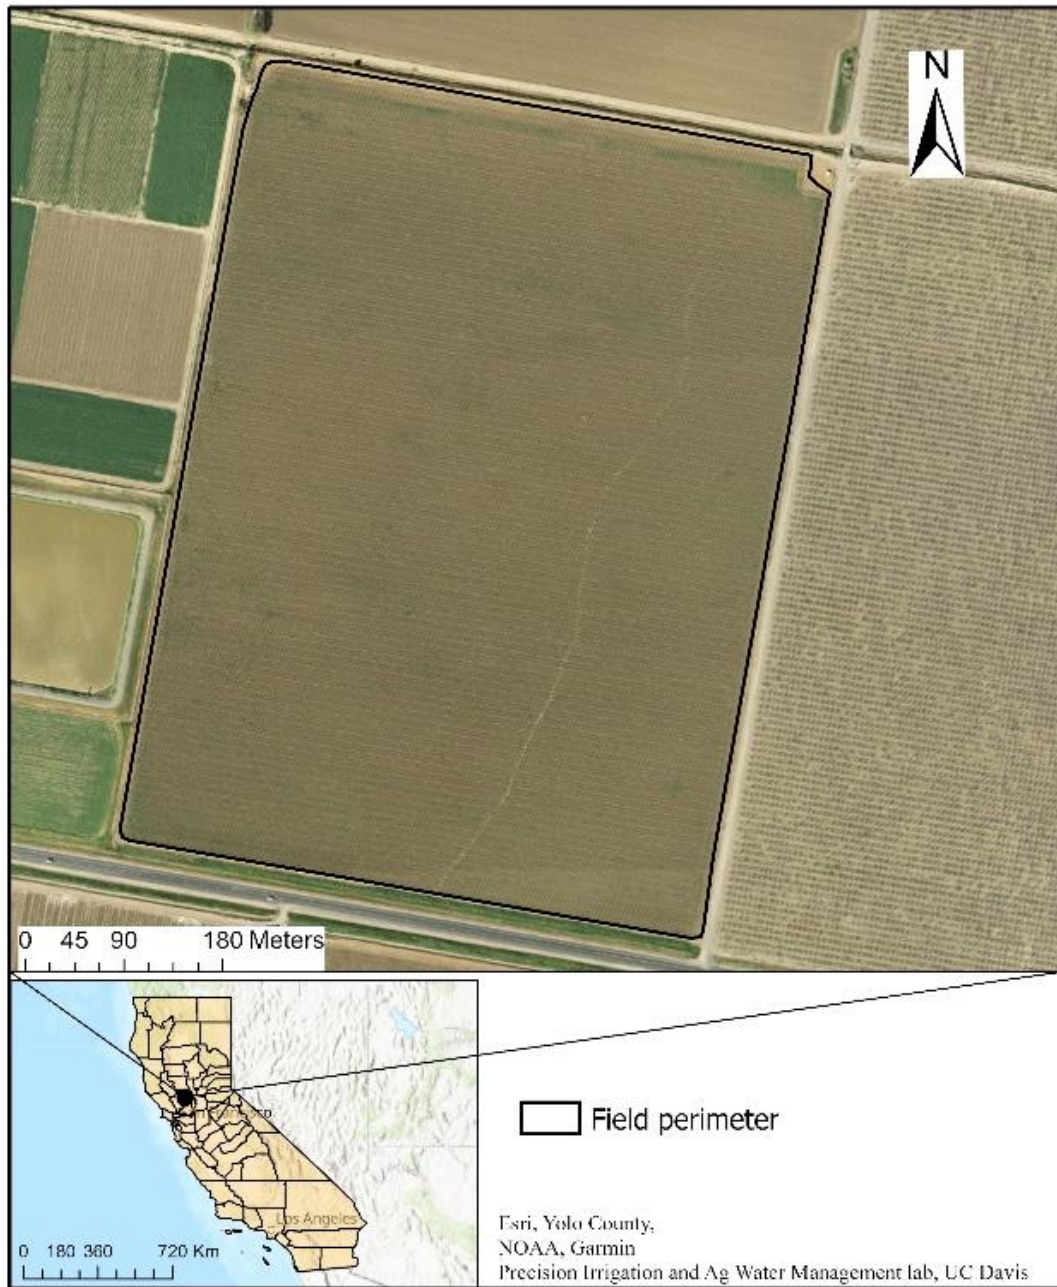 N
0 45 90 180 Meters
Los Angeles
0 180 360 720 Km
Field perimeter
Esri, Yolo County,
NOAA, Garmin
Precision Irrigation and Ag Water Management lab, UC Davis